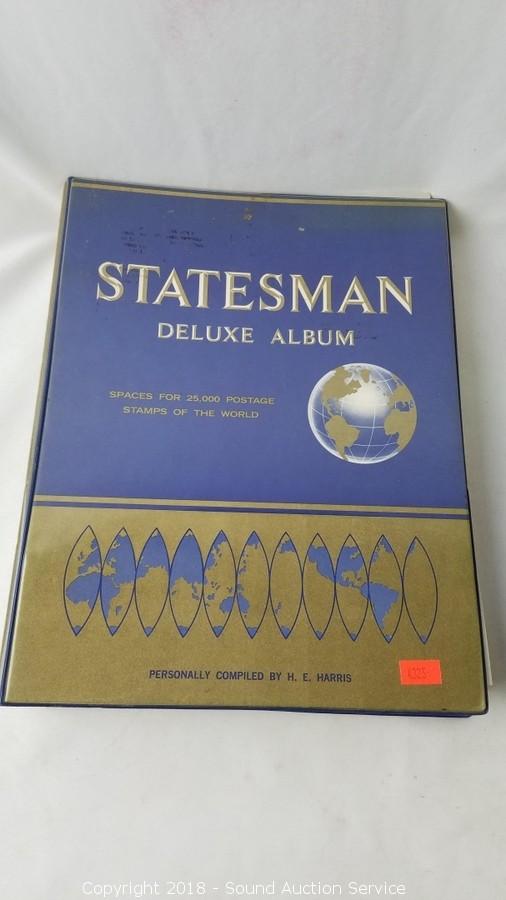 STATESMAN
DELUXE ALBUM
SPACES FOR 25,000 POSTAGE
STAMPS OF THE WORLD
PERSONALLY COMPILED BY H. E. HARRIS
Copyright 2018 - Sound Auction Service